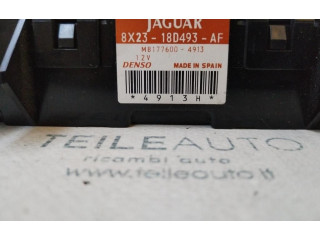 JAGUAR
8X23 - 18D493 - AF
MB177600 - 4913
12V
DENSO
MADE IN SPAIN
*4913H*
TEILEAUTO
ricambi auto
www.teileauto.it